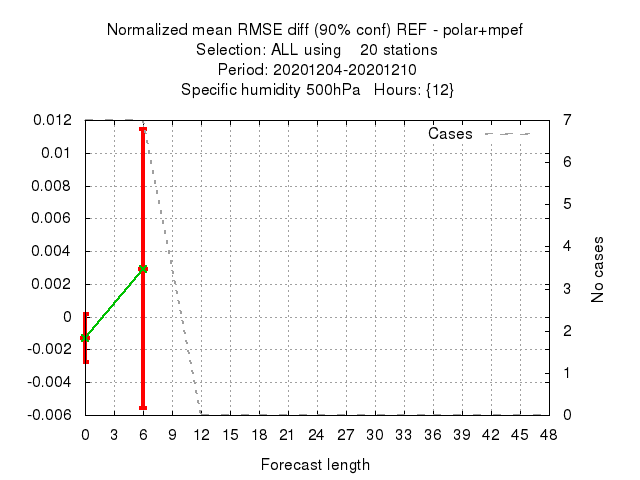 Normalized mean RMSE diff (90% conf) REF - polar+mpef
Selection: ALL using 20 stations
Period: 20201204-20201210
Specific humidity 500hPa Hours: {12}
0.012
0.01
0.008
0.006
0.004
0.002
0
-0.002
-0.004
-0.006
Cases
7
6
5
4
3
2
1
0
No cases
0 3 6 9 12 15 18 21 24 27 30 33 36 39 42 45 48
Forecast length